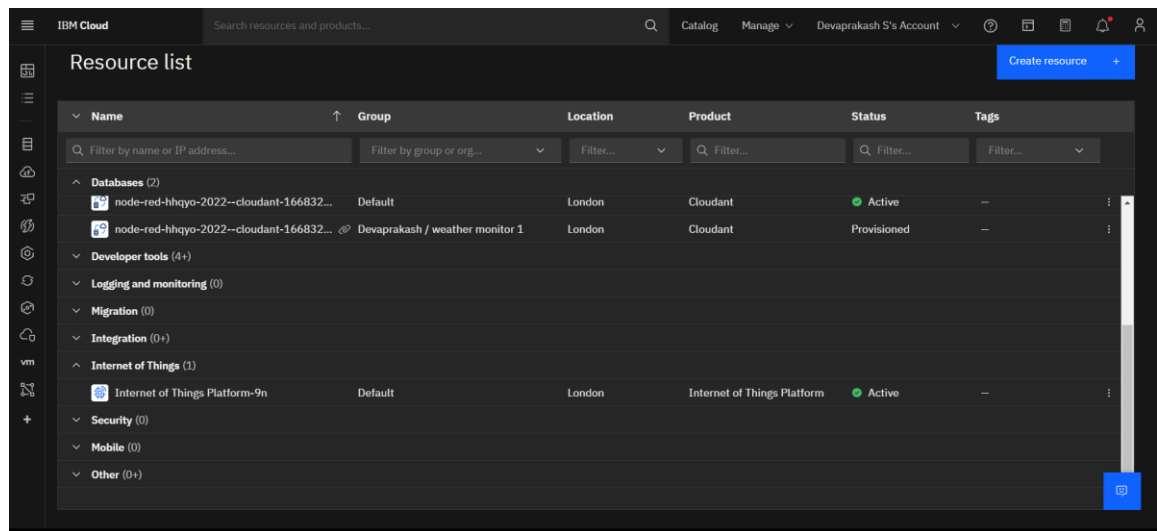 IBM Cloud Search resources and products... Catalog Manage Devaprakash S's Account
Resource list Create resource +
Name Group Location Product Status Tags
Filter by name or IP address... Filter by group or org... Filter... Filter... Filter... Filter...
Databases (2)
node-red-hhqyo-2022--cloudant-166832... Default London Cloudant Active –
node-red-hhqyo-2022--cloudant-166832... Devaprakash / weather monitor 1 London Cloudant Provisioned –
Developer tools (4+)
Logging and monitoring (0)
Migration (0)
Integration (0+)
vm
Internet of Things (1)
Internet of Things Platform-9n Default London Internet of Things Platform Active –
Security (0)
Mobile (0)
Other (0+)